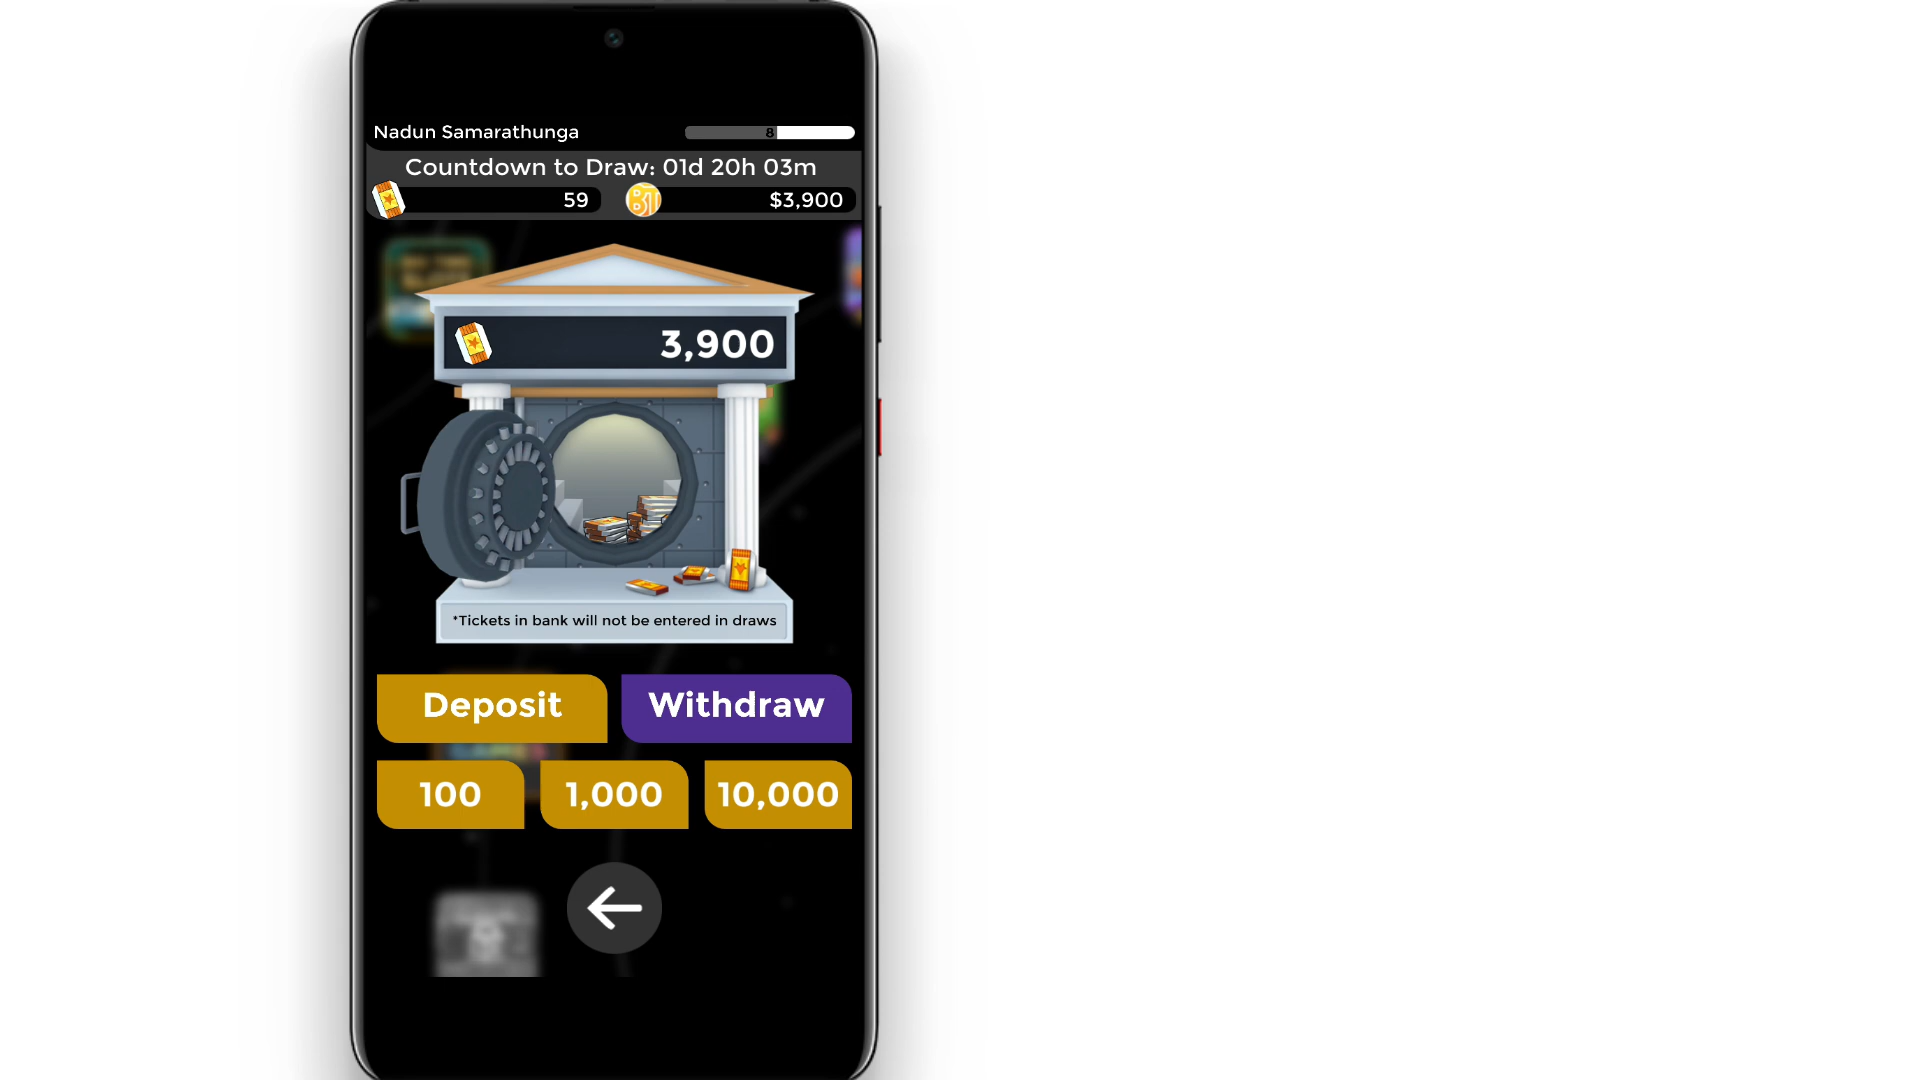 Nadun Samarathunga
8
Countdown to Draw: 01d 20h 03m
59
$3,900
3,900
*Tickets in bank will not be entered in draws
Deposit
Withdraw
100
1,000
10,000